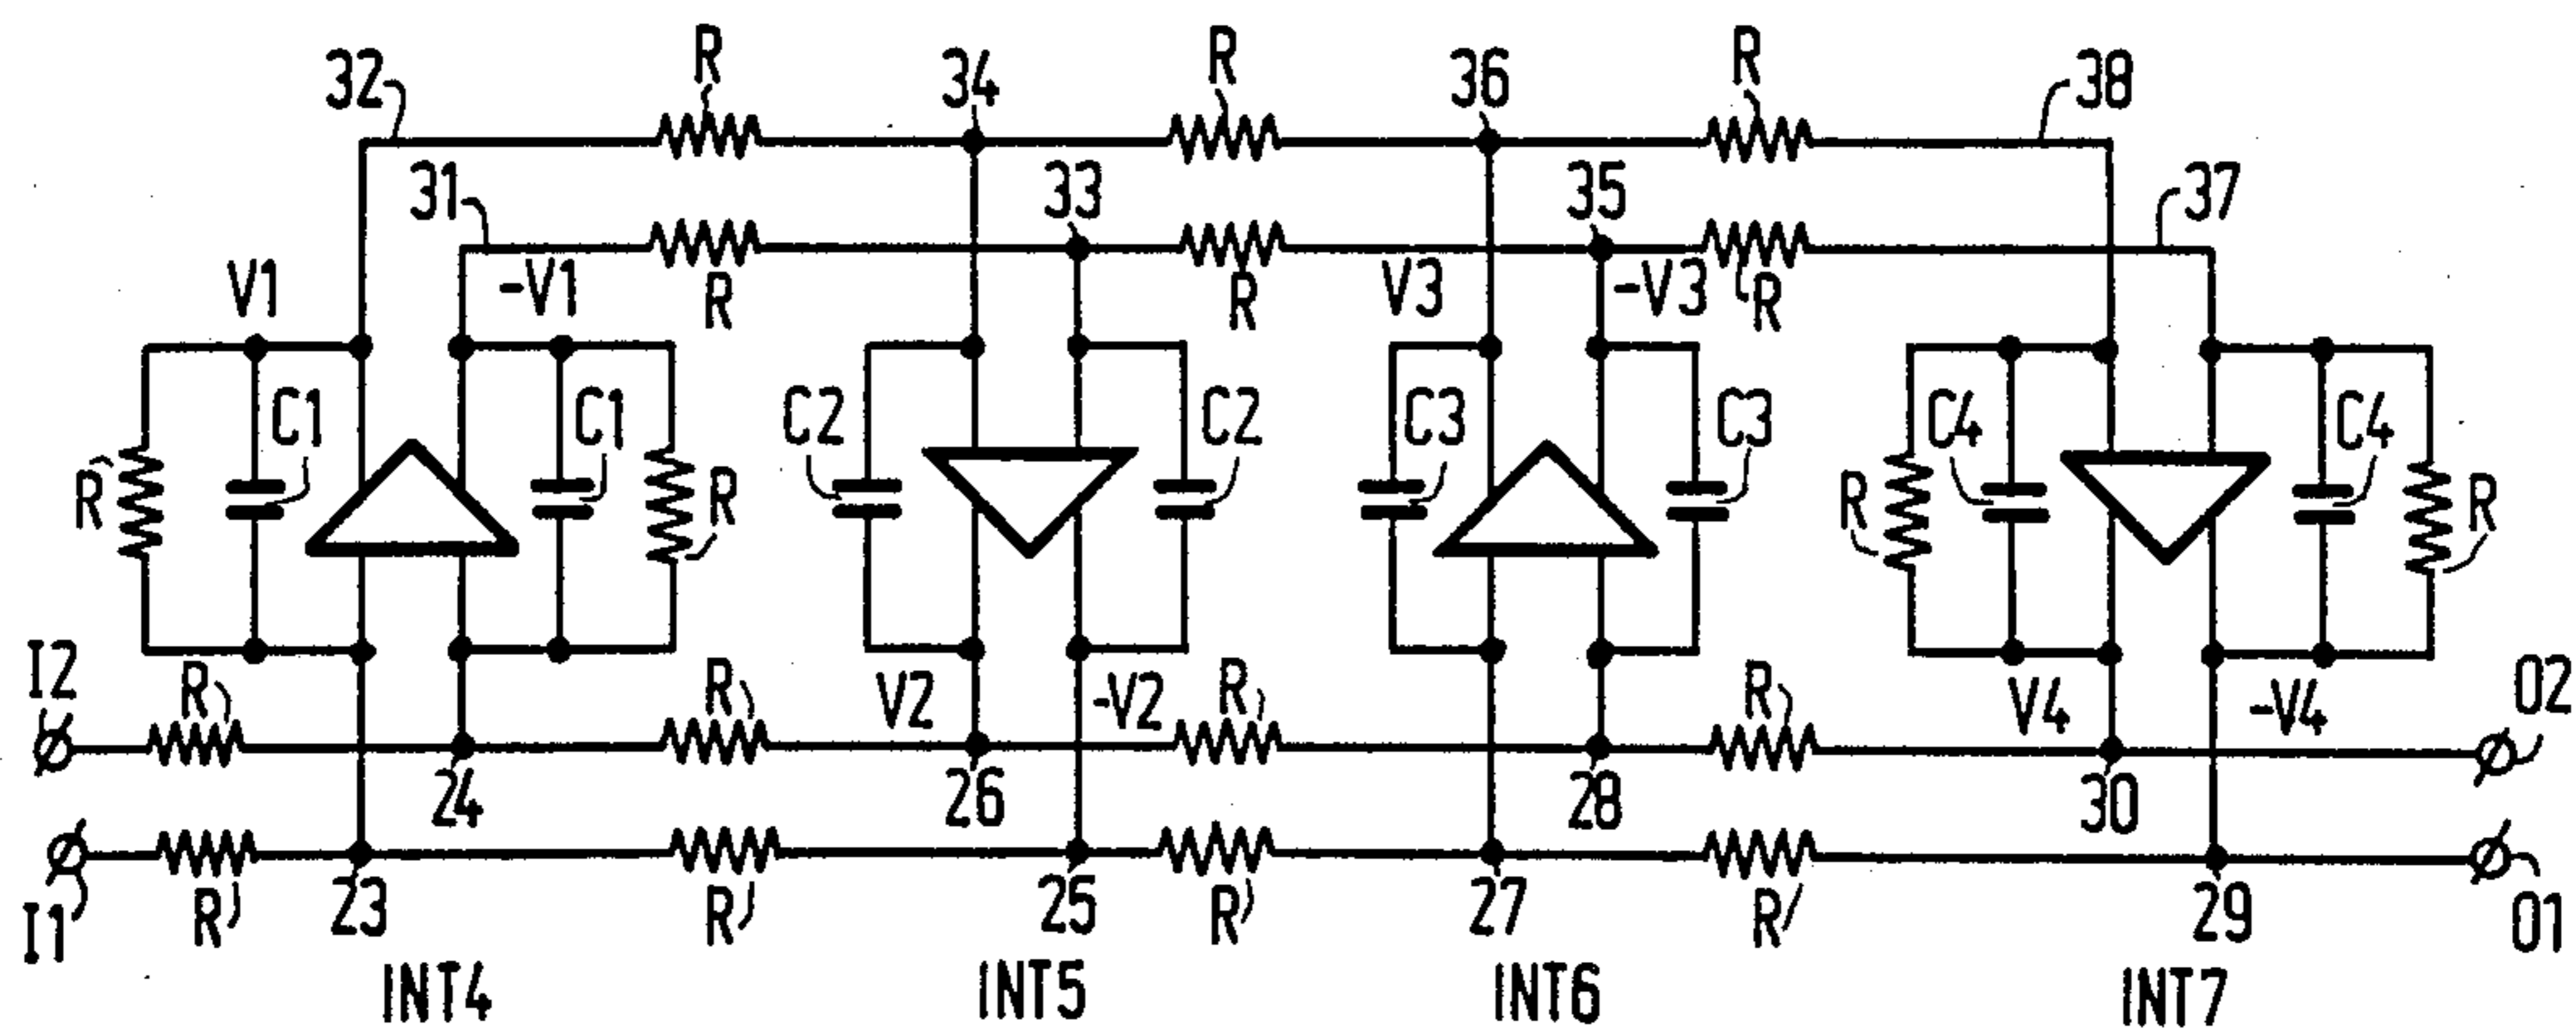 R R R
32 34 36 38
31 33 35 37
V1 -V1 R R V3 -V3 R
C1 C1 C2 C2 C3 C3 C4 C4
R R R R
I2 R R V2 -V2 R R V4 -V4 O2
24 26 28 30
I1 R 23 R 25 R 27 R 29 O1
INT4 INT5 INT6 INT7